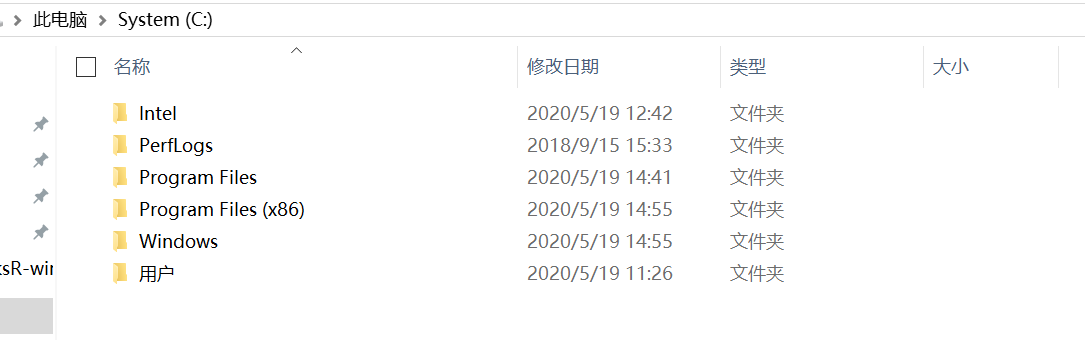 此电脑 System (C:)
名称 修改日期 类型 大小
Intel 2020/5/19 12:42 文件夹
PerfLogs 2018/9/15 15:33 文件夹
Program Files 2020/5/19 14:41 文件夹
Program Files (x86) 2020/5/19 14:55 文件夹
Windows 2020/5/19 14:55 文件夹
用户 2020/5/19 11:26 文件夹